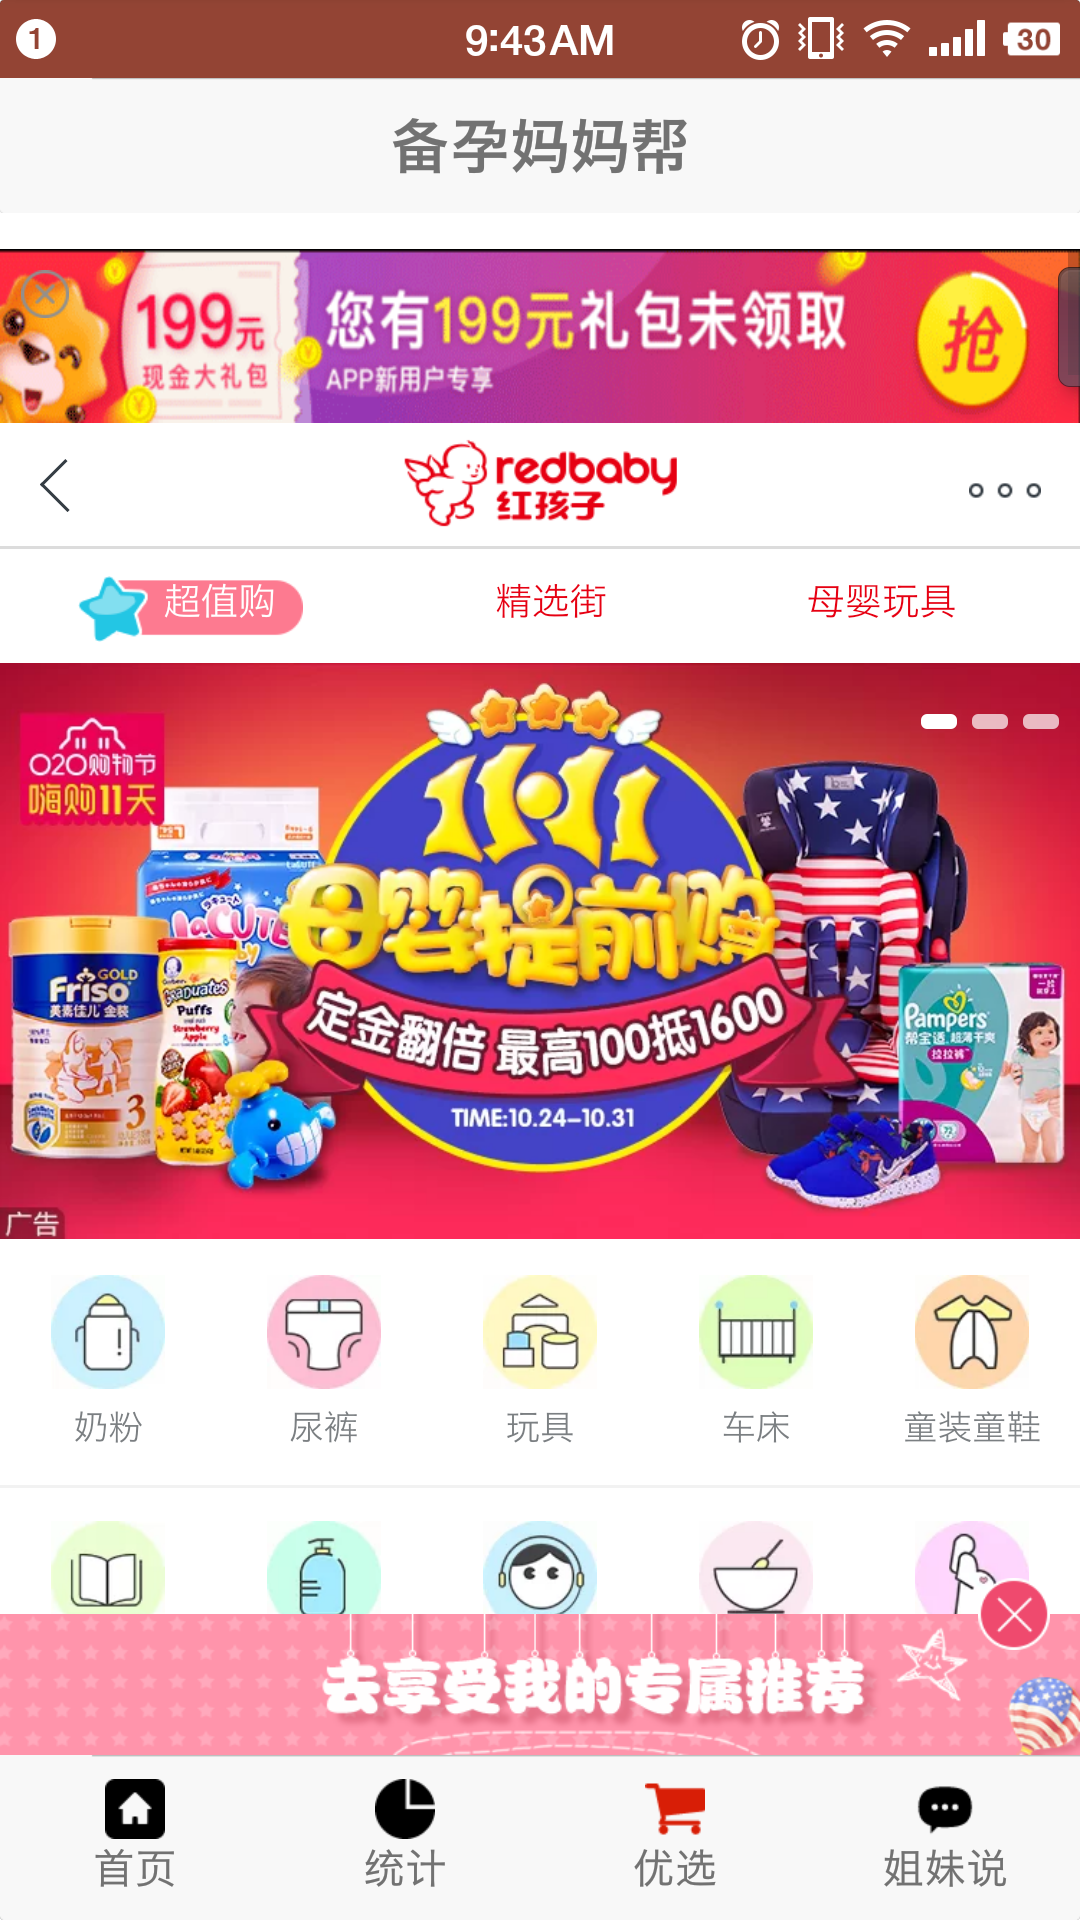 1
9:43AM
30
备孕妈妈帮
199元
现金大礼包
您有199元礼包未领取
APP新用户专享
抢
redbaby
红孩子
超值购
精选街
母婴玩具
O2O购物节
嗨购11天
11.11
母婴提前购
定金翻倍 最高100抵1600
TIME:10.24-10.31
LaCUTE
GOLD
Friso
美素佳儿 金装
3
Graduates
Puffs
Strawberry
Apple
Pampers
帮宝适 超薄干爽
拉拉裤
广告
奶粉
尿裤
玩具
车床
童装童鞋
去享受我的专属推荐
首页
统计
优选
姐妹说